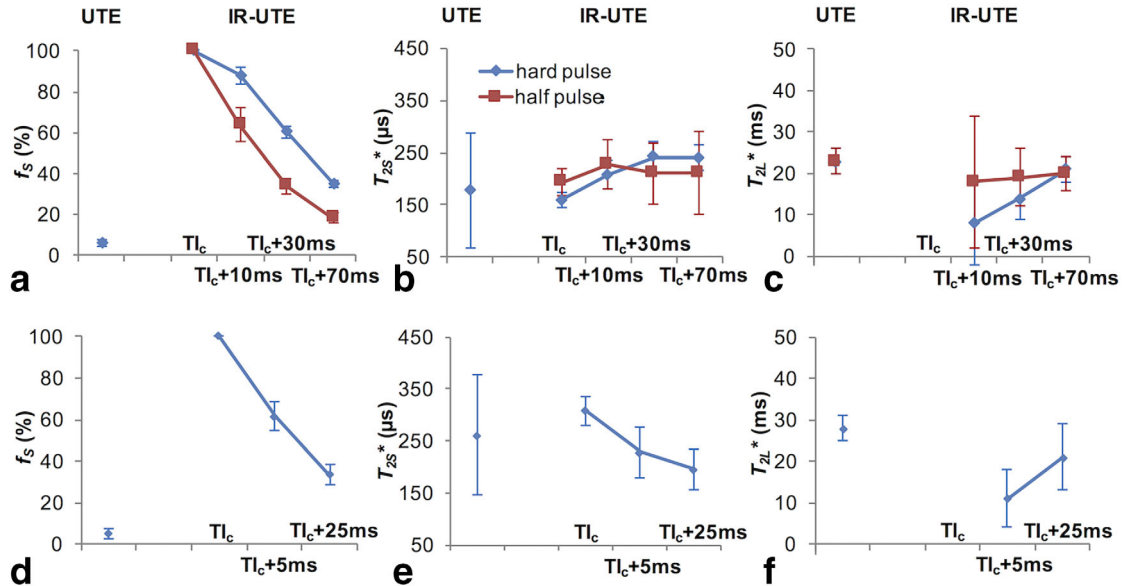 UTE IR-UTE UTE IR-UTE UTE IR-UTE
100
80
60
40
20
0
fS (%)
TIc TIc+30ms
TIc+10ms TIc+70ms
a
450
350
250
150
50
T2S* (µs)
hard pulse
half pulse
TIc TIc+30ms
TIc+10ms TIc+70ms
b
50
40
30
20
10
0
T2L* (ms)
TIc TIc+30ms
TIc+10ms TIc+70ms
c
100
80
60
40
20
0
fS (%)
TIc TIc+25ms
TIc+5ms
d
450
350
250
150
50
T2S* (µs)
TIc TIc+25ms
TIc+5ms
e
50
40
30
20
10
0
T2L* (ms)
TIc TIc+25ms
TIc+5ms
f